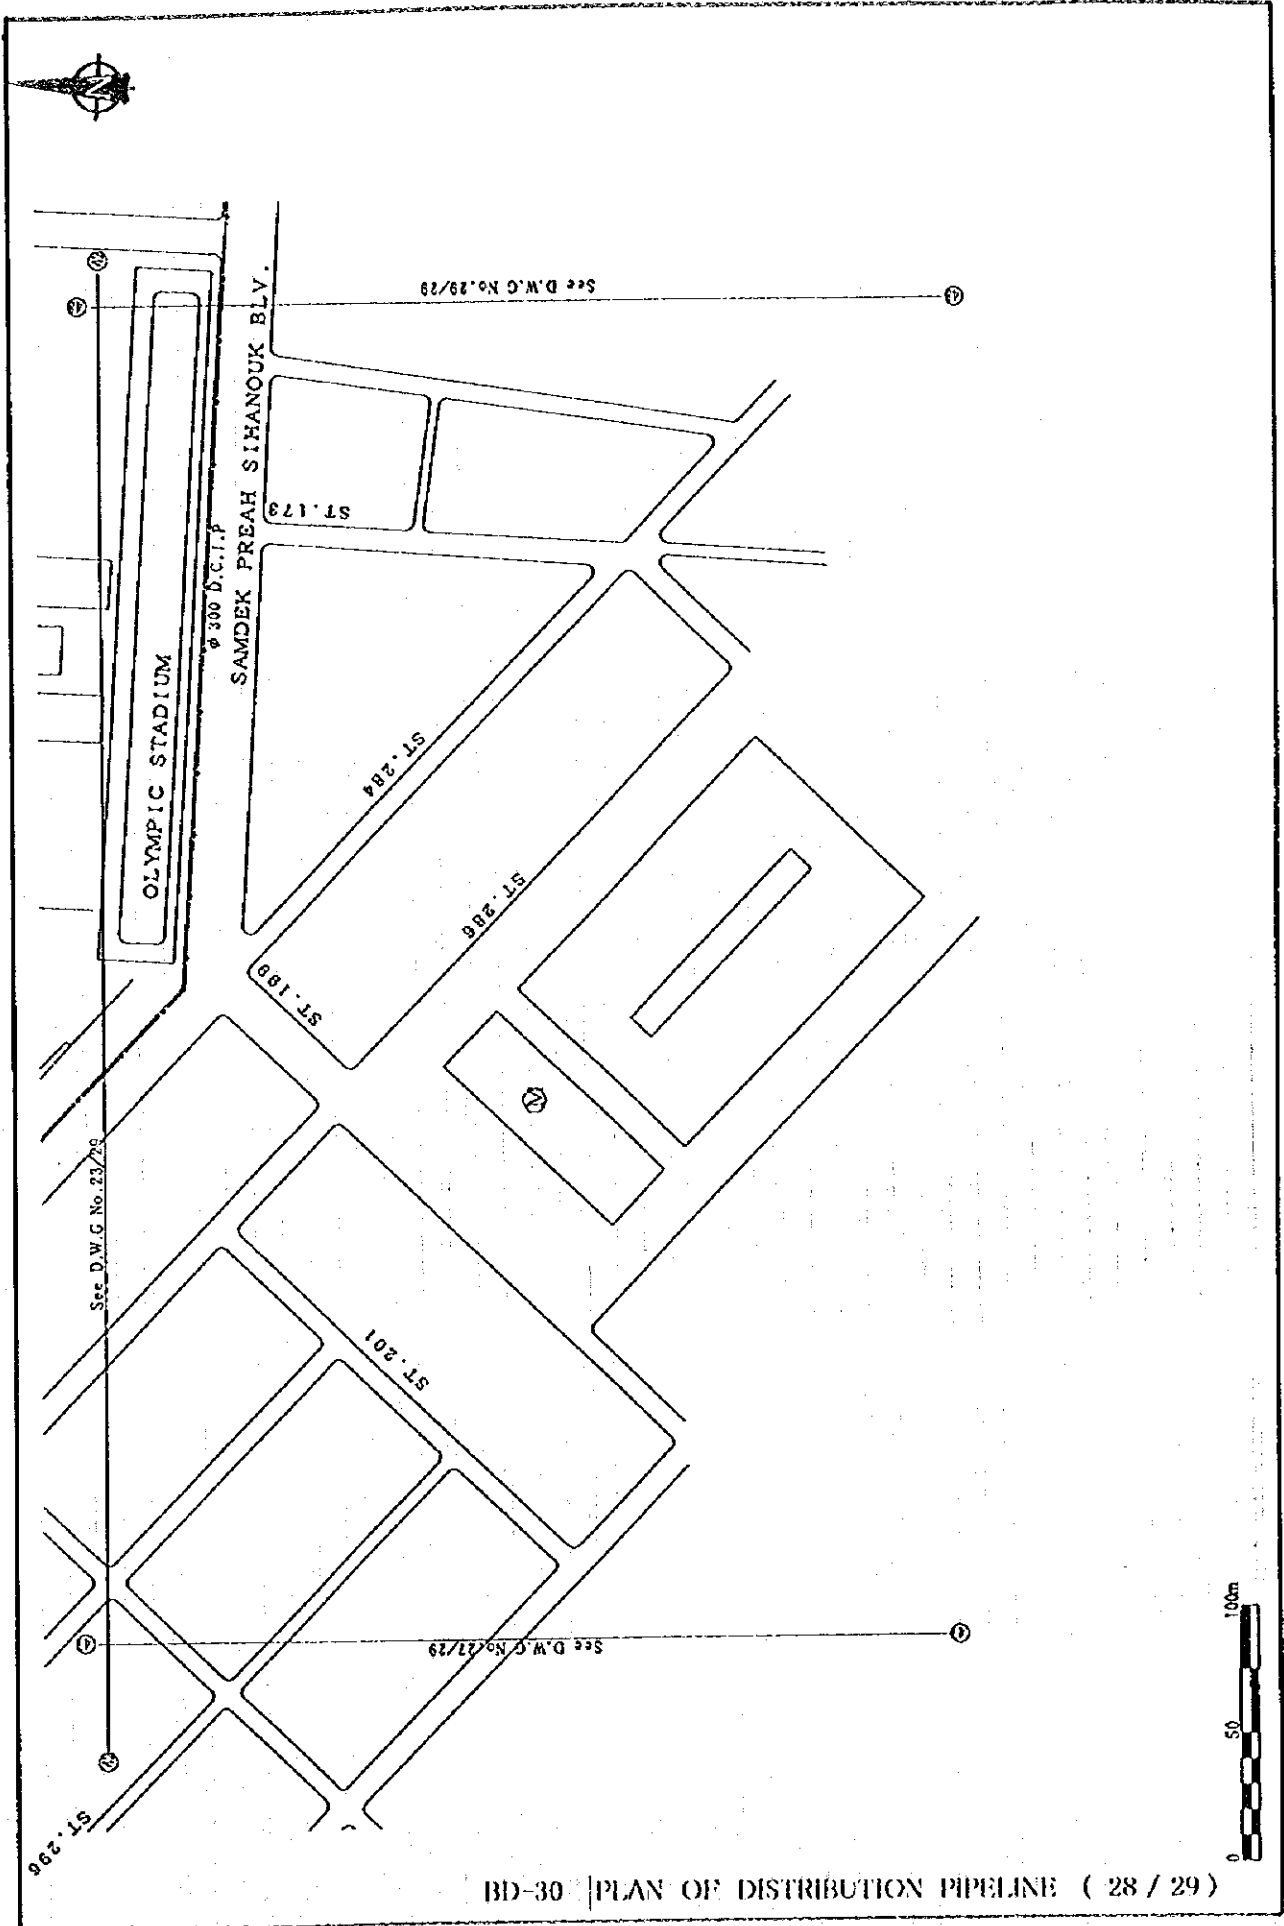 N
See D.W.G No.29/29
SAMDEK PREAH SIHANOUK BLV.
ST.173
φ 300 D.C.I.P
OLYMPIC STADIUM
ST.284
ST.286
See D.W.G No.23/29
ST.201
See D.W.G No.27/29
ST.296
0 50 100m
BD-30 PLAN OF DISTRIBUTION PIPELINE ( 28 / 29 )